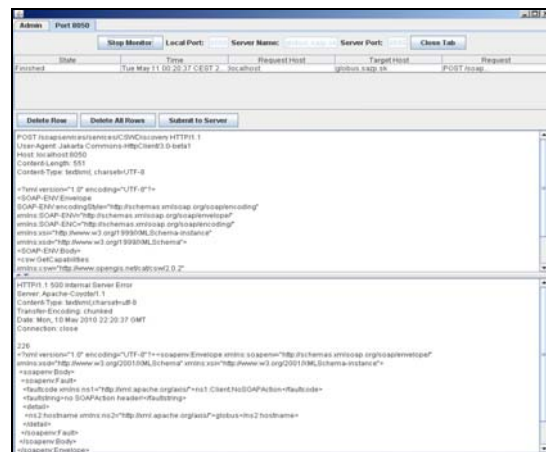 Admin Port 8050
Stop Monitor Local Port: Server Name: Server Port: Close Tab
State Time Request Host Target Host Request
Finished Tue May 11 00:20:37 CEST 2... localhost globus.sazp.sk POST /soap...
Delete Row Delete All Rows Submit to Server
POST /soapservices/services/CSWDiscovery HTTP/1.1
User-Agent: Jakarta Commons-HttpClient/3.0-beta1
Host: localhost:8050
Content-Length: 551
Content-Type: text/xml; charset=UTF-8
<?xml version="1.0" encoding="UTF-8"?>
<SOAP-ENV:Envelope
SOAP-ENV:encodingStyle="http://schemas.xmlsoap.org/soap/encoding/"
xmlns:SOAP-ENV="http://schemas.xmlsoap.org/soap/envelope/"
xmlns:SOAP-ENC="http://schemas.xmlsoap.org/soap/encoding/"
xmlns:xsi="http://www.w3.org/1999/XMLSchema-instance"
xmlns:xsd="http://www.w3.org/1999/XMLSchema">
<SOAP-ENV:Body>
<csw:GetCapabilities
xmlns:csw="http://www.opengis.net/cat/csw/2.0.2"
HTTP/1.1 500 Internal Server Error
Server: Apache-Coyote/1.1
Content-Type: text/xml;charset=utf-8
Transfer-Encoding: chunked
Date: Mon, 10 May 2010 22:20:37 GMT
Connection: close
226
<?xml version="1.0" encoding="UTF-8"?><soapenv:Envelope xmlns:soapenv="http://schemas.xmlsoap.org/soap/envelope/"
xmlns:xsd="http://www.w3.org/2001/XMLSchema" xmlns:xsi="http://www.w3.org/2001/XMLSchema-instance">
<soapenv:Body>
<soapenv:Fault>
<faultcode xmlns:ns1="http://xml.apache.org/axis/">ns1:Client.NoSOAPAction</faultcode>
<faultstring>no SOAPAction header!</faultstring>
<detail>
<ns2:hostname xmlns:ns2="http://xml.apache.org/axis/">globus</ns2:hostname>
</detail>
</soapenv:Fault>
</soapenv:Body>
</soapenv:Envelope>